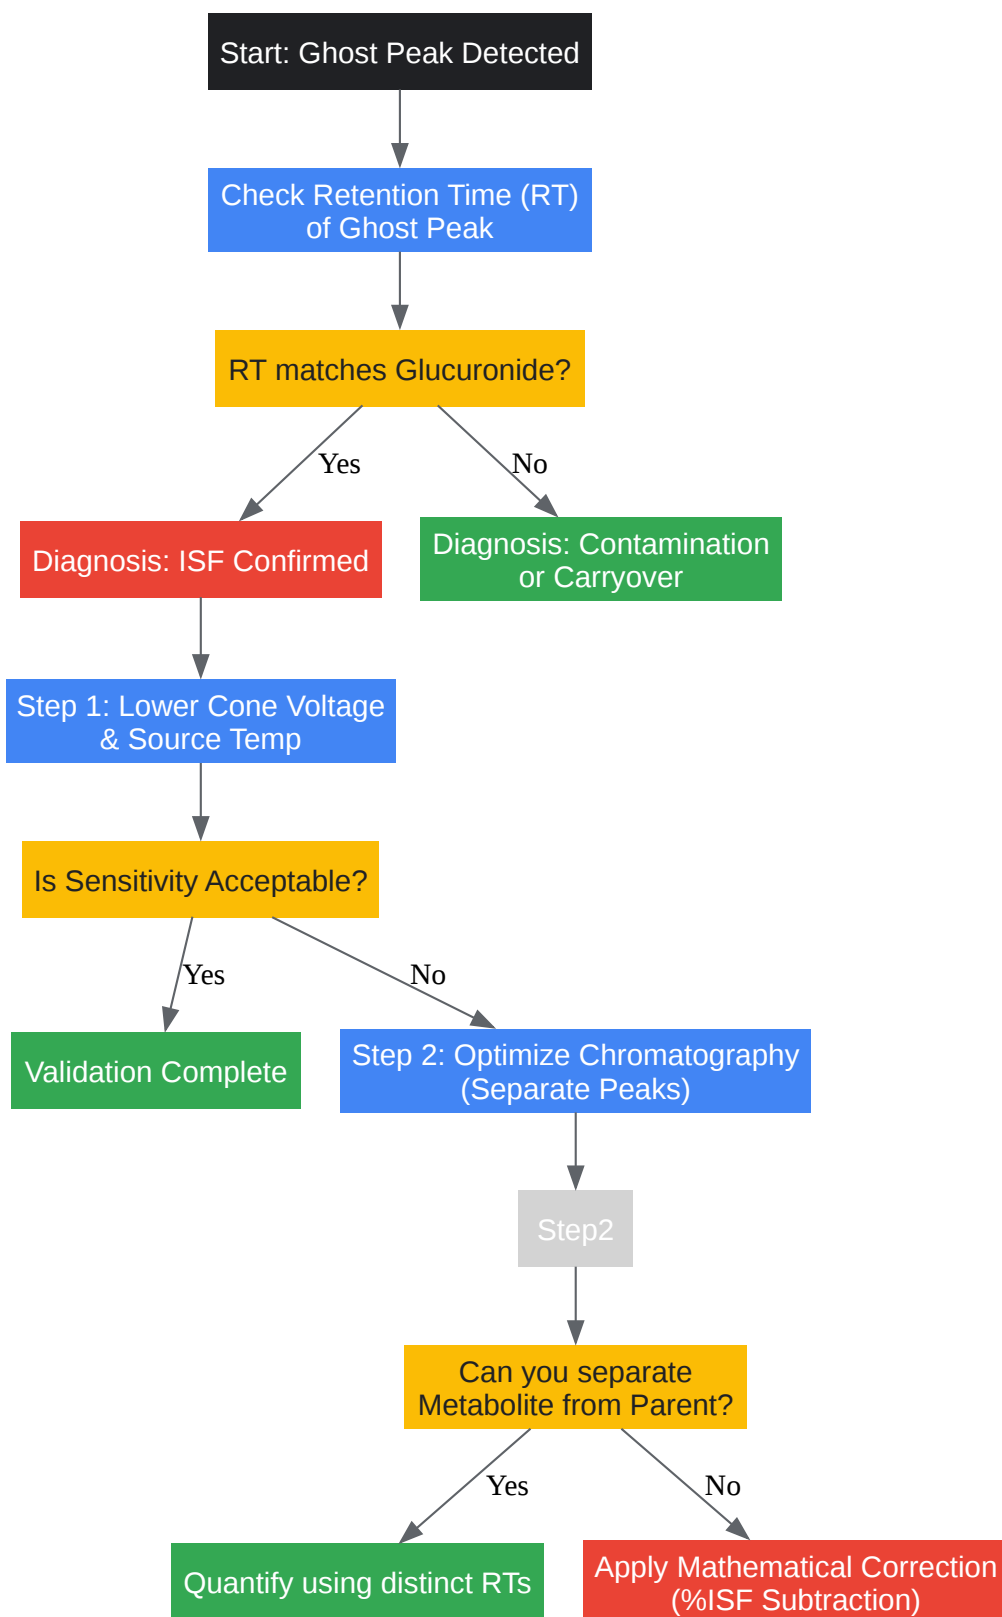 Start: Ghost Peak Detected
Check Retention Time (RT)
of Ghost Peak
RT matches Glucuronide?
Yes
No
Diagnosis: ISF Confirmed
Diagnosis: Contamination
or Carryover
Step 1: Lower Cone Voltage
& Source Temp
Is Sensitivity Acceptable?
Yes
No
Validation Complete
Step 2: Optimize Chromatography
(Separate Peaks)
Step2
Can you separate
Metabolite from Parent?
Yes
No
Quantify using distinct RTs
Apply Mathematical Correction
(%ISF Subtraction)